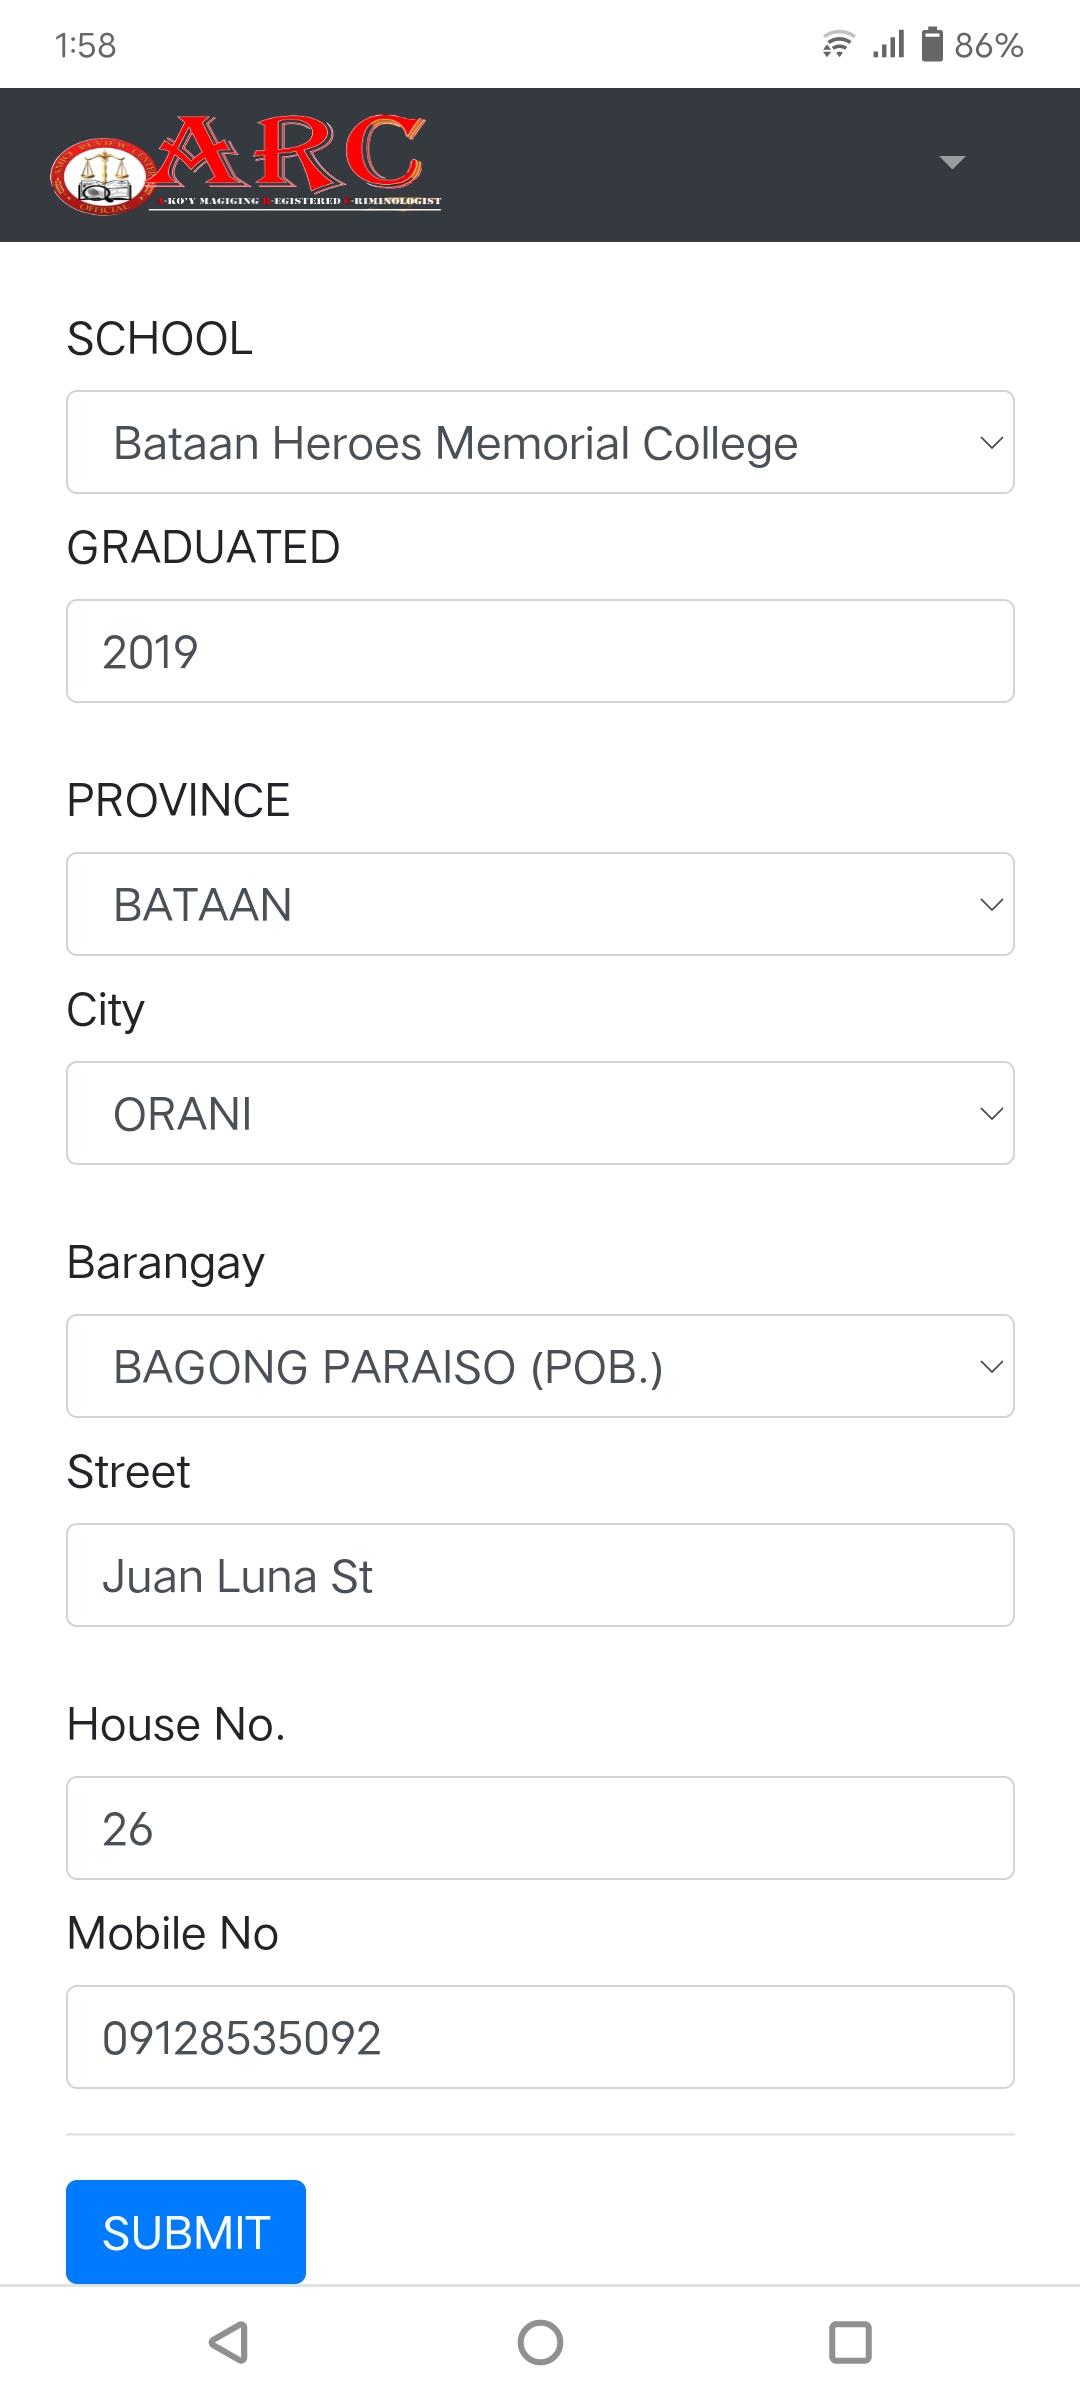 1:58
86%
ARC
A-KO'Y MAGIGING R-EGISTERED C-RIMINOLOGIST
OFFICIAL
SCHOOL
Bataan Heroes Memorial College
GRADUATED
2019
PROVINCE
BATAAN
City
ORANI
Barangay
BAGONG PARAISO (POB.)
Street
Juan Luna St
House No.
26
Mobile No
09128535092
SUBMIT